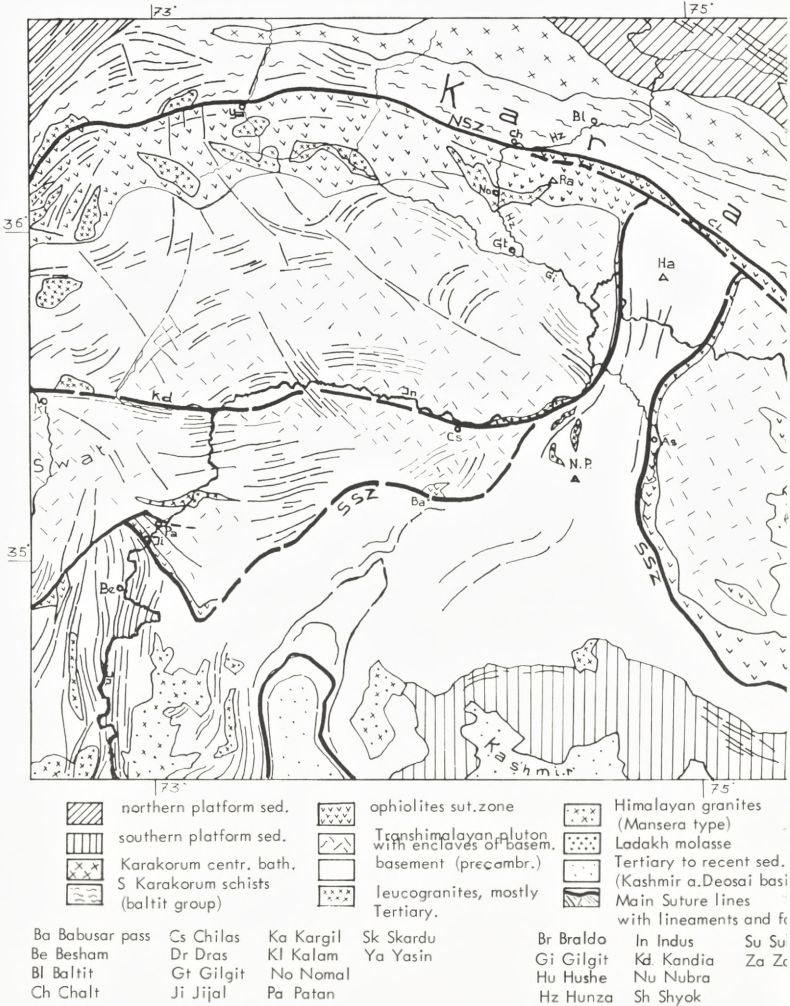 73°
75°
K a r a
NSZ
Ch
Hz
Bl
No
Ra
Hz
Gt
Gi
CL
Ha
36°
Kd
In
Cs
Kl
Swat
N.P.
As
SSZ
Ba
Pa
Ji
SSZ
35°
Be
In
Kashmir
73°
75°
northern platform sed.
southern platform sed.
Karakorum centr. bath.
S Karakorum schists
(baltit group)
ophiolites sut.zone
Transhimalayan pluton
with enclaves of basem.
basement (precambr.)
leucogranites, mostly
Tertiary.
Himalayan granites
(Mansera type)
Ladakh molasse
Tertiary to recent sed.
(Kashmir a.Deosai basi
Main Suture lines
with lineaments and fa
Ba Babusar pass
Be Besham
Bl Baltit
Ch Chalt
Cs Chilas
Dr Dras
Gt Gilgit
Ji Jijal
Ka Kargil
Kl Kalam
No Nomal
Pa Patan
Sk Skardu
Ya Yasin
Br Braldo
Gi Gilgit
Hu Hushe
Hz Hunza
In Indus
Kd. Kandia
Nu Nubra
Sh Shyok
Su
Za